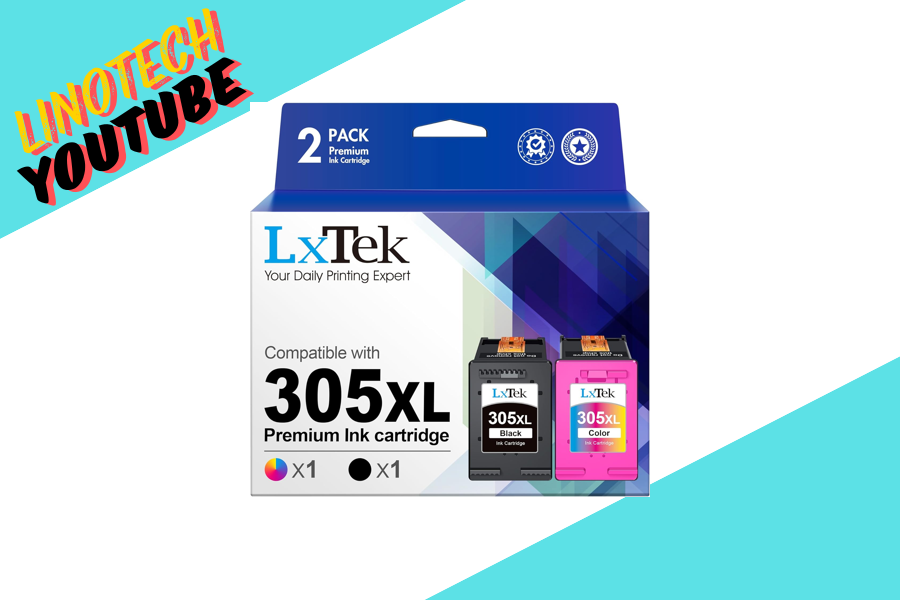 LINOTECH
YOUTUBE
2 PACK
Premium
Ink Cartridge
LxTek
Your Daily Printing Expert
Compatible with
305XL
Premium Ink cartridge
X1 X1
LxTek
305XL
Black
Ink Cartridge
LxTek
305XL
Color
Ink Cartridge